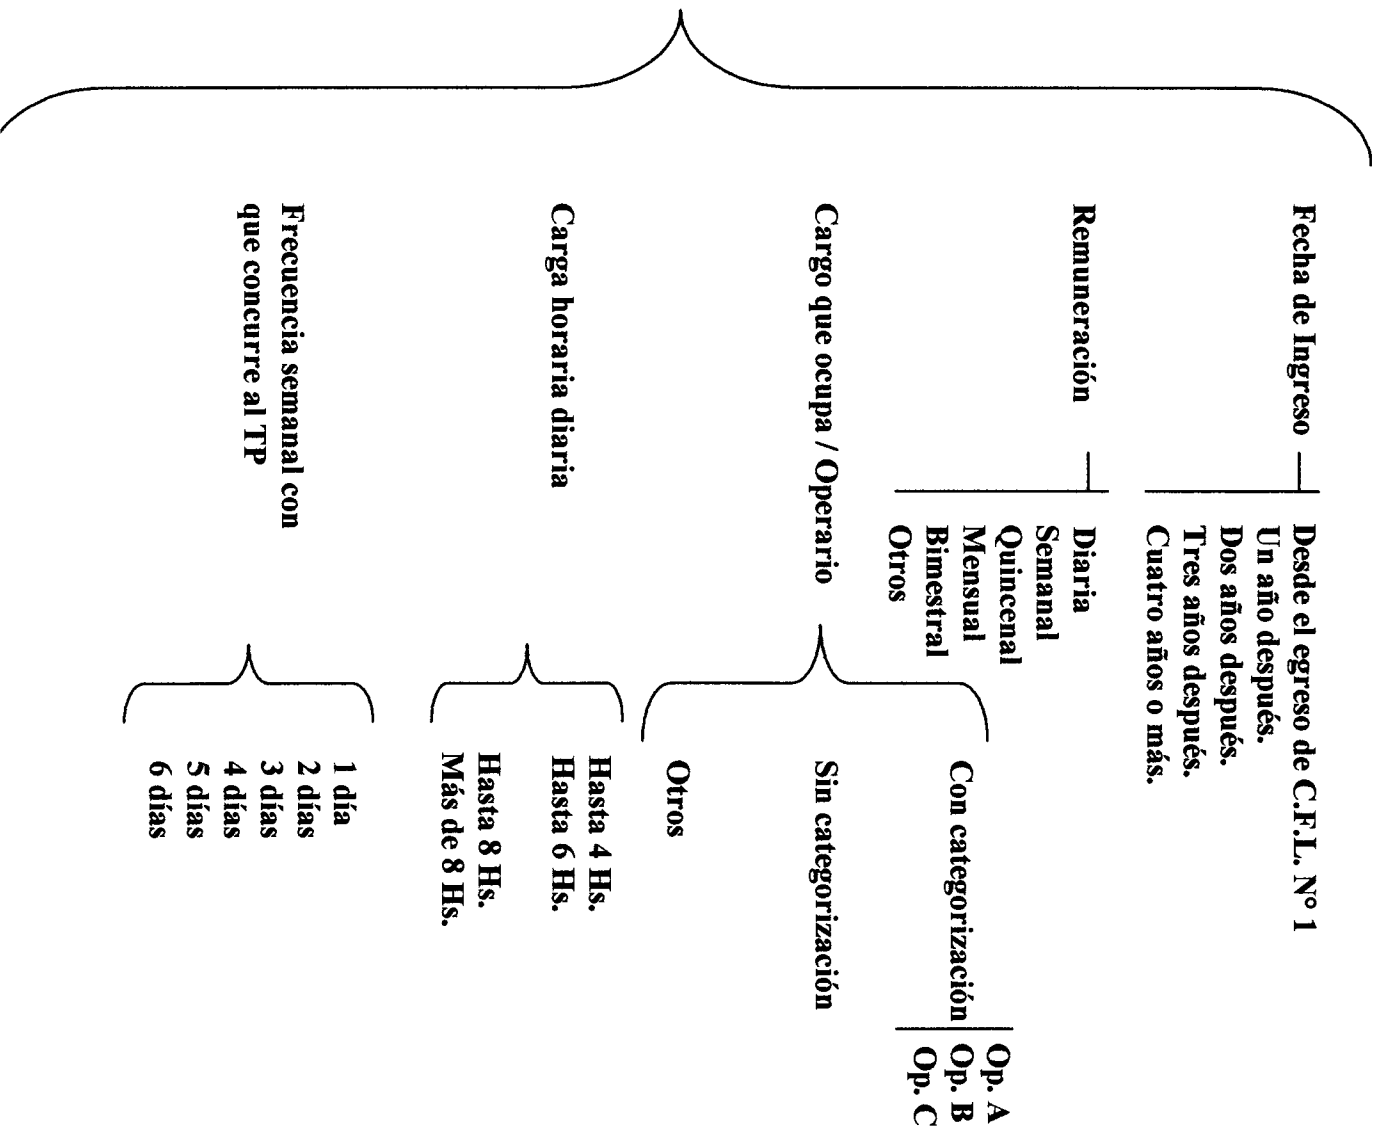 Fecha de Ingreso
Desde el egreso de C.F.L. Nº 1
Un año después.
Dos años después.
Tres años después.
Cuatro años o más.
Remuneración
Diaria
Semanal
Quincenal
Mensual
Bimestral
Otros
Cargo que ocupa / Operario
Con categorización
Op. A
Op. B
Op. C
Sin categorización
Otros
Carga horaria diaria
Hasta 4 Hs.
Hasta 6 Hs.
Hasta 8 Hs.
Más de 8 Hs.
Frecuencia semanal con
que concurre al TP
1 día
2 días
3 días
4 días
5 días
6 días